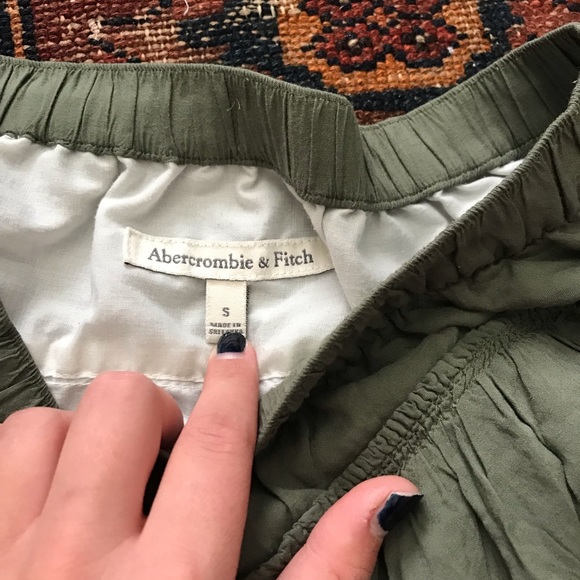 Abercrombie & Fitch
S
MADE IN